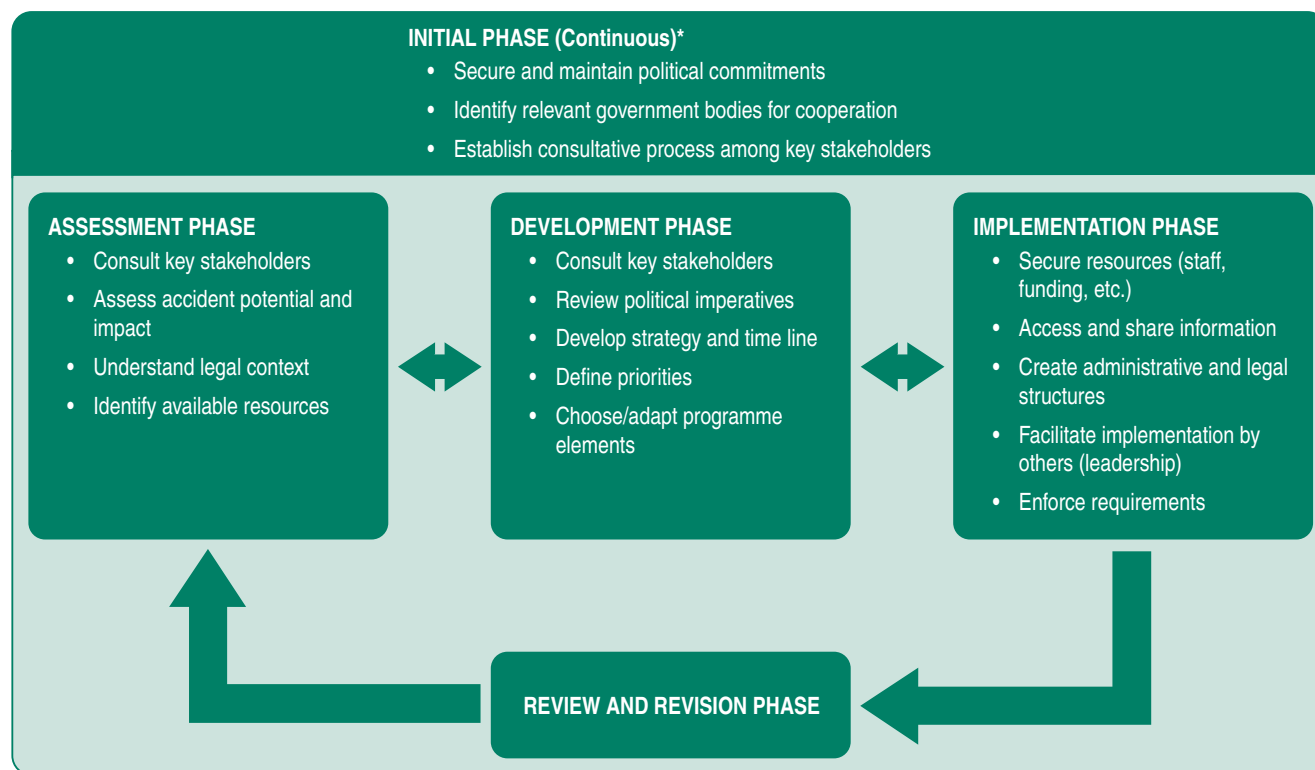 INITIAL PHASE (Continuous)*
• Secure and maintain political commitments
• Identify relevant government bodies for cooperation
• Establish consultative process among key stakeholders
ASSESSMENT PHASE
• Consult key stakeholders
• Assess accident potential and
impact
• Understand legal context
• Identify available resources
DEVELOPMENT PHASE
• Consult key stakeholders
• Review political imperatives
• Develop strategy and time line
• Define priorities
• Choose/adapt programme
elements
IMPLEMENTATION PHASE
• Secure resources (staff,
funding, etc.)
• Access and share information
• Create administrative and legal
structures
• Facilitate implementation by
others (leadership)
• Enforce requirements
REVIEW AND REVISION PHASE